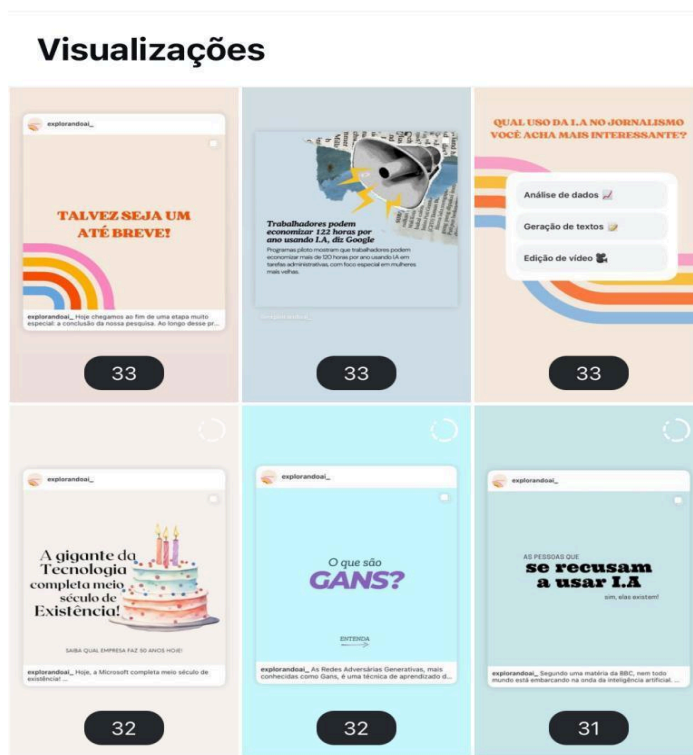 Visualizações
explorandoai_
TALVEZ SEJA UM
ATÉ BREVE!
explorandoai_ Hoje chegamos ao fim de uma etapa muito
especial: a conclusão da nossa pesquisa. Ao longo desse pr...
33
Trabalhadores podem
economizar 122 horas por
ano usando I.A, diz Google
Programas piloto mostram que trabalhadores podem
economizar mais de 120 horas por ano usando IA em
tarefas administrativas, com foco especial em mulheres
mais velhas.
33
QUAL USO DA I.A NO JORNALISMO
VOCÊ ACHA MAIS INTERESSANTE?
Análise de dados 📈
Geração de textos 📝
Edição de vídeo 🎥
33
explorandoai_
A gigante da
Tecnologia
completa meio
século de
Existência!
SAIBA QUAL EMPRESA FAZ 50 ANOS HOJE!
explorandoai_ Hoje, a Microsoft completa meio século de
existência! ...
32
explorandoai_
O que são
GANS?
ENTENDA
explorandoai_ As Redes Adversárias Generativas, mais
conhecidas como Gans, é uma técnica de aprendizado d...
32
explorandoai_
AS PESSOAS QUE
se recusam
a usar I.A
sim, elas existem!
explorandoai_ Segundo uma matéria da BBC, nem todo
mundo está embarcando na onda da inteligência artificial. ...
31